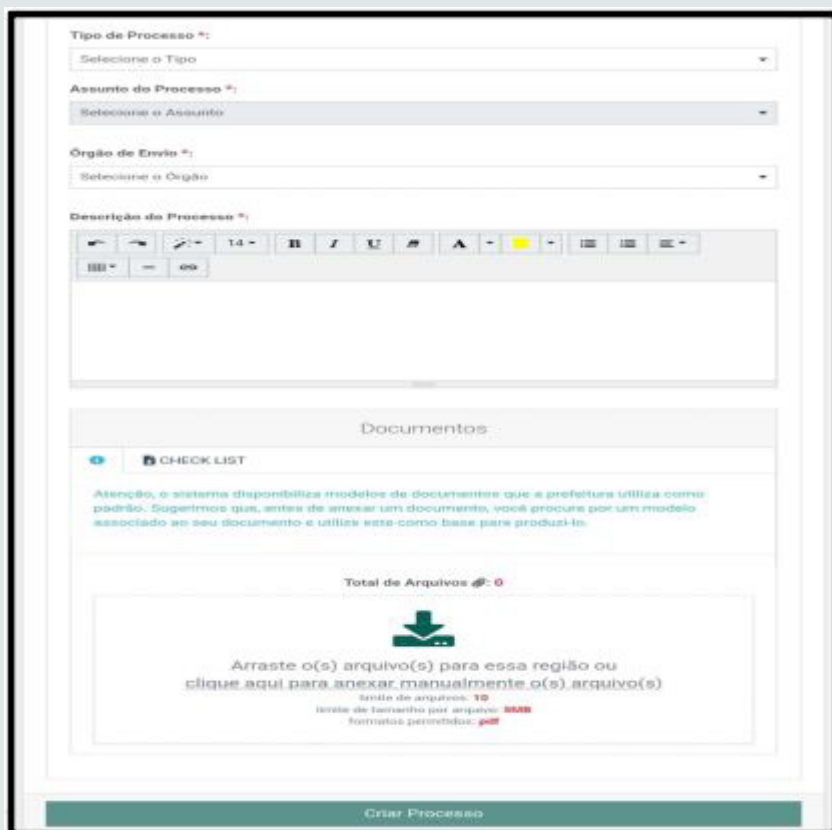 Tipo de Processo *:
Selecione o Tipo
Assunto do Processo *:
Selecione o Assunto
Órgão de Envio *:
Selecione o Órgão
Descrição do Processo *:
14
B I U A
Documentos
CHECK LIST
Atenção, o sistema disponibiliza modelos de documentos que a prefeitura utiliza como
padrão. Sugerimos que, antes de anexar um documento, você procure por um modelo
associado ao seu documento e utilize este como base para produzi-lo.
Total de Arquivos : 0
Arraste o(s) arquivo(s) para essa região ou
clique aqui para anexar manualmente o(s) arquivo(s)
limite de arquivos: 10
limite de tamanho por arquivo: 5MB
formatos permitidos: pdf
Criar Processo